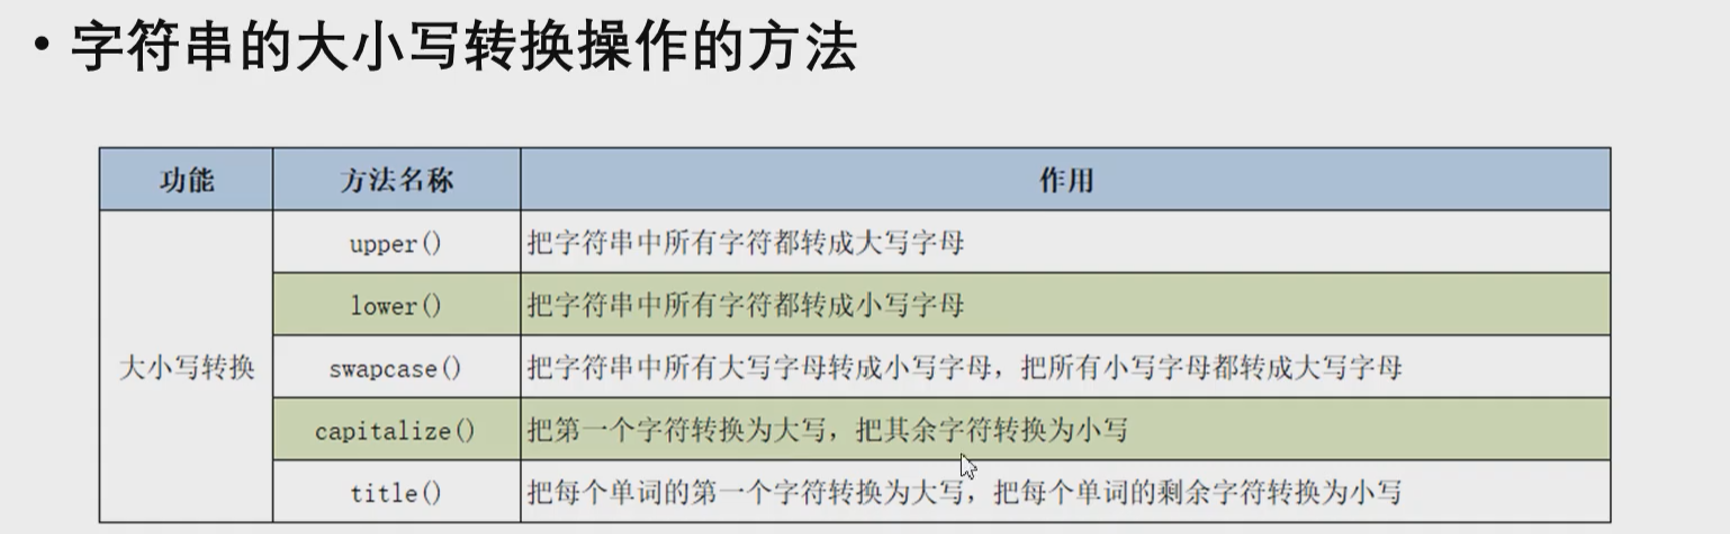 • 字符串的大小写转换操作的方法
功能 方法名称 作用
upper() 把字符串中所有字符都转成大写字母
lower() 把字符串中所有字符都转成小写字母
大小写转换 swapcase() 把字符串中所有大写字母转成小写字母，把所有小写字母都转成大写字母
capitalize() 把第一个字符转换为大写，把其余字符转换为小写
title() 把每个单词的第一个字符转换为大写，把每个单词的剩余字符转换为小写